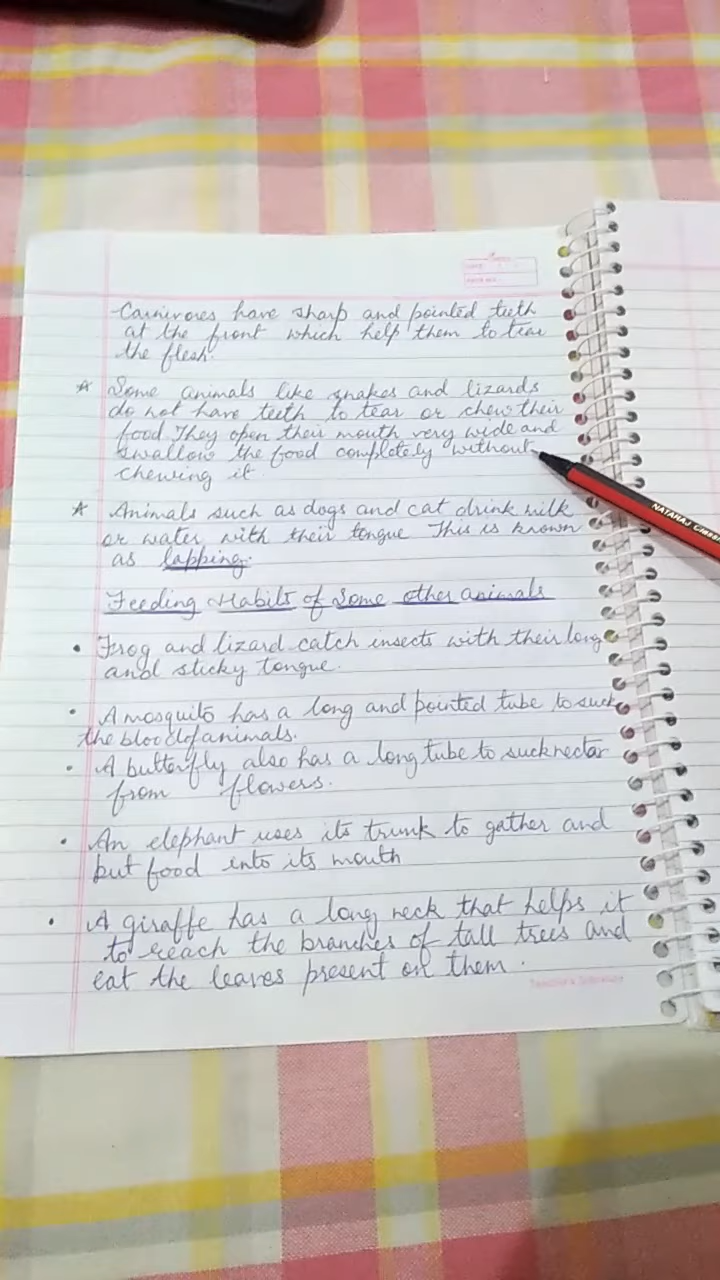 Carnivores have sharp and pointed teeth
at the front which help them to tear
the flesh.
* Some animals like snakes and lizards
do not have teeth to tear or chew their
food They open their mouth very wide and
swallow the food completely without
chewing it.
* Animals such as dogs and cat drink milk
or water with their tongue This is known
as lapping.
Feeding Habits of Some other animals
• Frog and lizard catch insects with their long
and sticky tongue.
• A mosquito has a long and pointed tube to suck
the blood of animals.
• A butterfly also has a long tube to suck nectar
from flowers.
• An elephant uses its trunk to gather and
put food into its mouth
• A giraffe has a long neck that helps it
to reach the branches of tall trees and
eat the leaves present on them.
NATARAJ